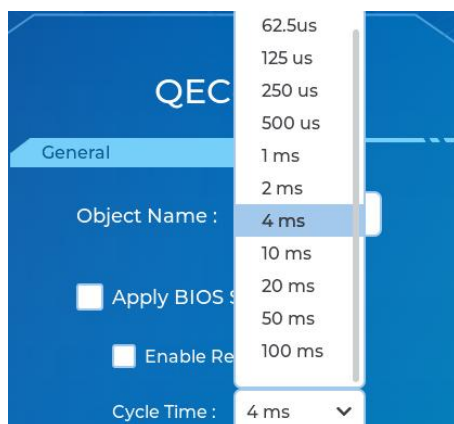 QEC
General
Object Name :
Apply BIOS
Enable Re
Cycle Time :
62.5us
125 us
250 us
500 us
1 ms
2 ms
4 ms
10 ms
20 ms
50 ms
100 ms
4 ms